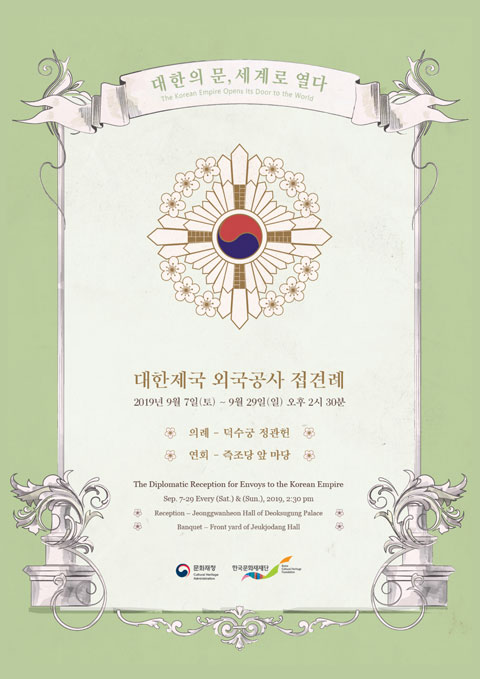 대한의 문, 세계로 열다
The Korean Empire Opens Its Door to the World
대한제국 외국공사 접견례
2019년 9월 7일(토) ~ 9월 29일(일) 오후 2시 30분
의례 – 덕수궁 정관헌
연회 – 즉조당 앞 마당
The Diplomatic Reception for Envoys to the Korean Empire
Sep. 7-29 Every (Sat.) & (Sun.), 2019, 2:30 pm
Reception – Jeonggwanheon Hall of Deoksugung Palace
Banquet – Front yard of Jeukjodang Hall
문화재청
Cultural Heritage
Administration
한국문화재재단
Korea
Cultural Heritage
Foundation